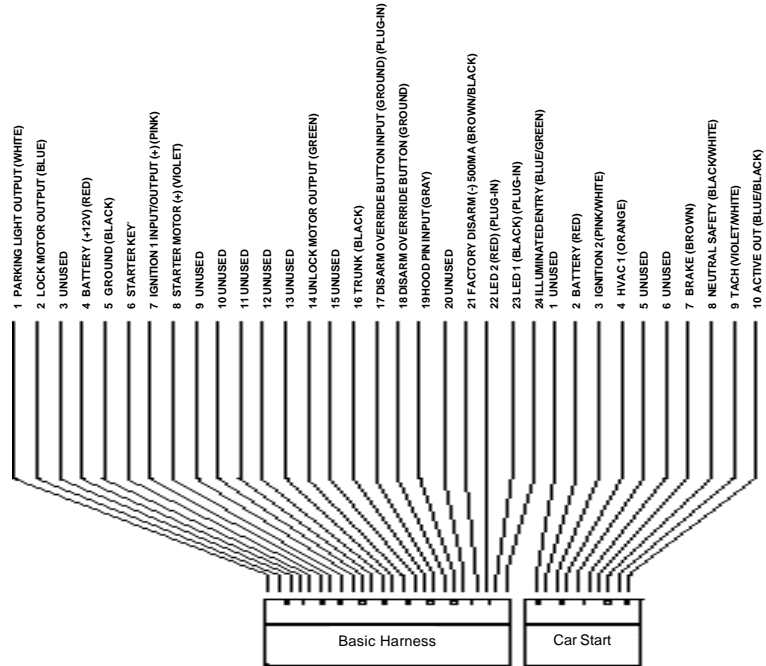 1 PARKING LIGHT OUTPUT (WHITE)
2 LOCK MOTOR OUTPUT (BLUE)
3 UNUSED
4 BATTERY (+12V) (RED)
5 GROUND (BLACK)
6 STARTER KEY'
7 IGNITION 1 INPUT/OUTPUT (+) (PINK)
8 STARTER MOTOR (+) (VIOLET)
9 UNUSED
10 UNUSED
11 UNUSED
12 UNUSED
13 UNUSED
14 UNLOCK MOTOR OUTPUT (GREEN)
15 UNUSED
16 TRUNK (BLACK)
17 DISARM OVERRIDE BUTTON INPUT (GROUND) (PLUG-IN)
18 DISARM OVERRRIDE BUTTON (GROUND)
19 HOOD PIN INPUT (GRAY)
20 UNUSED
21 FACTORY DISARM (-) 500MA (BROWN/BLACK)
22 LED 2 (RED) (PLUG-IN)
23 LED 1 (BLACK) (PLUG-IN)
24 ILLUMINATED ENTRY (BLUE/GREEN)
1 UNUSED
2 BATTERY (RED)
3 IGNITION 2 (PINK/WHITE)
4 HVAC 1 (ORANGE)
5 UNUSED
6 UNUSED
7 BRAKE (BROWN)
8 NEUTRAL SAFETY (BLACK/WHITE)
9 TACH (VIOLET/WHITE)
10 ACTIVE OUT (BLUE/BLACK)
Basic Harness
Car Start